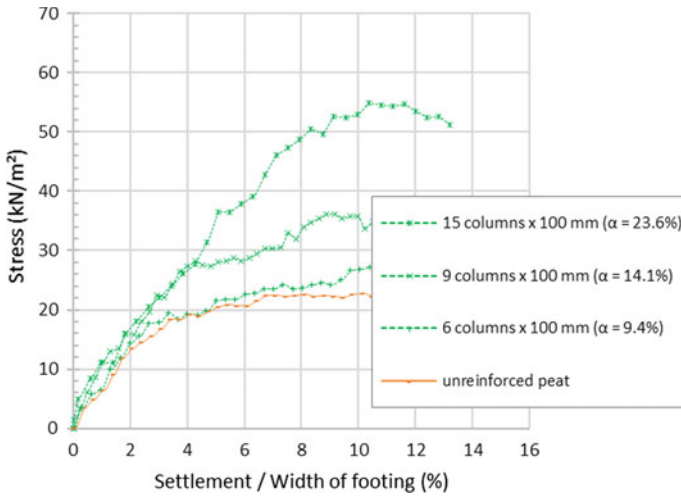 70
60
50
40
30
20
10
0
Stress (kN/m²)
15 columns x 100 mm (α = 23.6%)
9 columns x 100 mm (α = 14.1%)
6 columns x 100 mm (α = 9.4%)
unreinforced peat
0 2 4 6 8 10 12 14 16
Settlement / Width of footing (%)